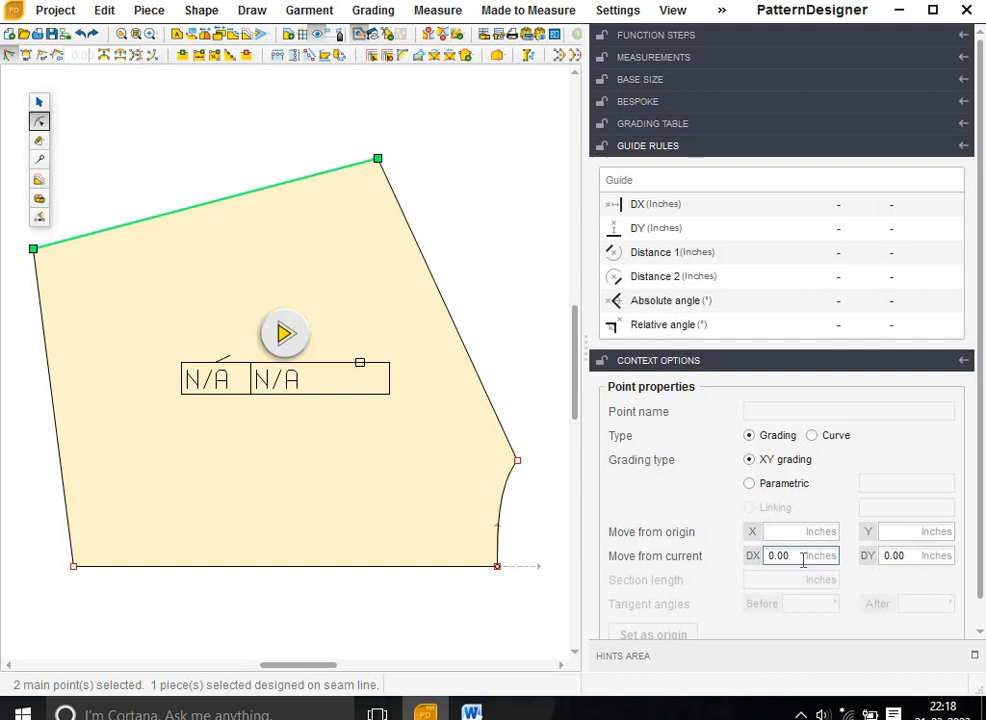 Project Edit Piece Shape Draw Garment Grading Measure Made to Measure Settings View » PatternDesigner
FUNCTION STEPS
MEASUREMENTS
BASE SIZE
BESPOKE
GRADING TABLE
GUIDE RULES
Guide
DX (Inches) - -
DY (Inches) - -
Distance 1(Inches) - -
Distance 2 (Inches) - -
Absolute angle (°) - -
Relative angle (°) - -
N/A N/A
CONTEXT OPTIONS
Point properties
Point name
Type Grading Curve
Grading type XY grading
Parametric
Linking
Move from origin X Inches Y Inches
Move from current DX 0.00 Inches DY 0.00 Inches
Section length Inches
Tangent angles Before ° After °
Set as origin
HINTS AREA
2 main point(s) selected. 1 piece(s) selected designed on seam line.
I'm Cortana. Ask me anything.
22:18